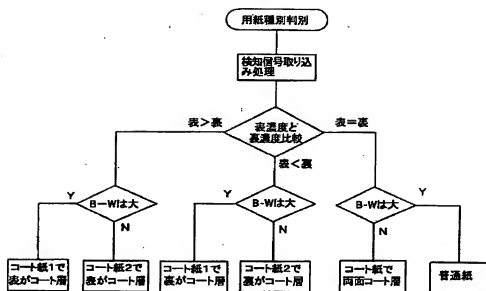 用紙種別判別
検知信号取り込
み処理
表濃度と
裏濃度比較
表>裏
表=裏
表<裏
Y
B-Wは大
N
Y
B-Wは大
N
B-Wは大
Y
N
コート紙1で
表がコート層
コート紙2で
表がコート層
コート紙1で
裏がコート層
コート紙2で
裏がコート層
コート紙で
両面コート層
普通紙